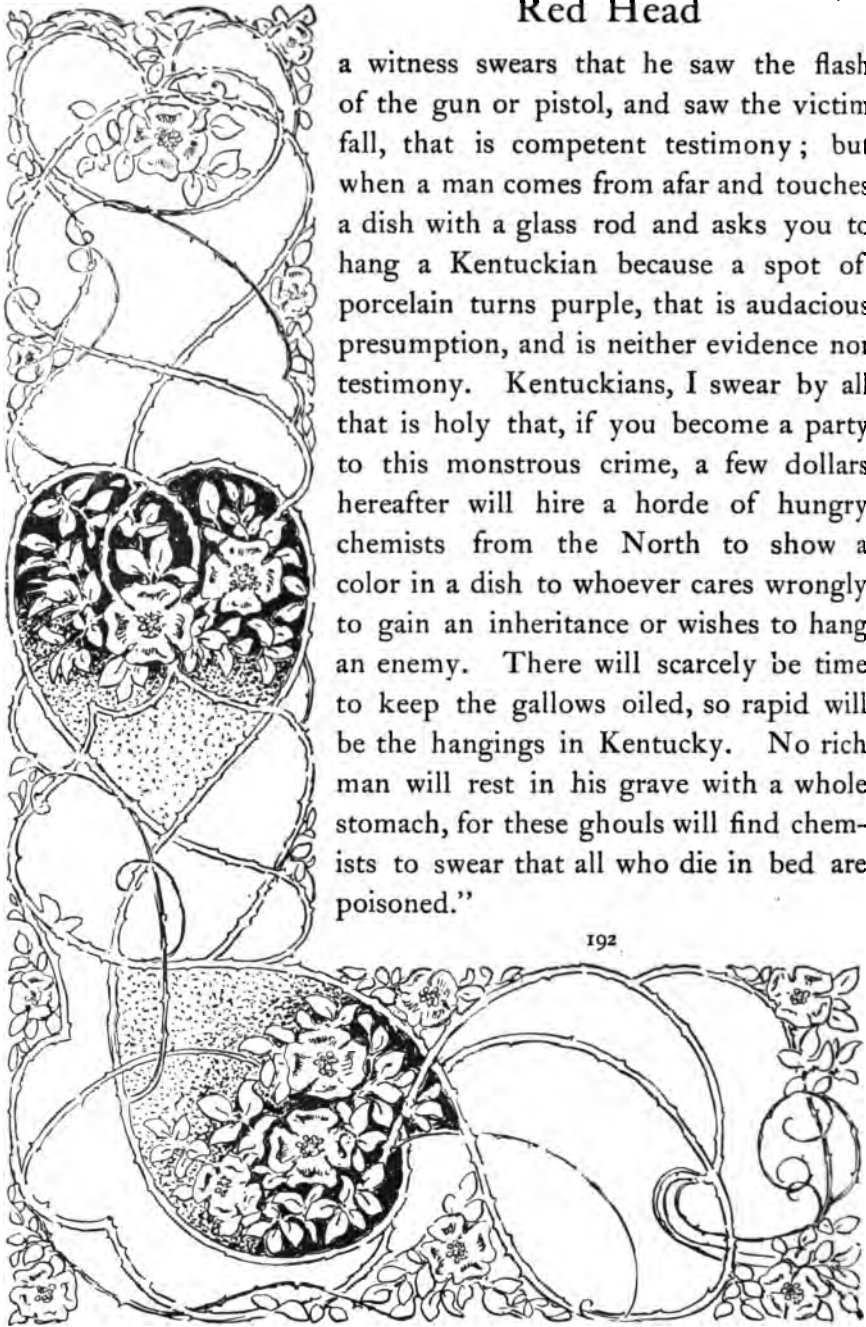 Red Head
a witness swears that he saw the flash
of the gun or pistol, and saw the victim
fall, that is competent testimony; but
when a man comes from afar and touches
a dish with a glass rod and asks you to
hang a Kentuckian because a spot of
porcelain turns purple, that is audacious
presumption, and is neither evidence nor
testimony. Kentuckians, I swear by all
that is holy that, if you become a party
to this monstrous crime, a few dollars
hereafter will hire a horde of hungry
chemists from the North to show a
color in a dish to whoever cares wrongly
to gain an inheritance or wishes to hang
an enemy. There will scarcely be time
to keep the gallows oiled, so rapid will
be the hangings in Kentucky. No rich
man will rest in his grave with a whole
stomach, for these ghouls will find chem-
ists to swear that all who die in bed are
poisoned."
192